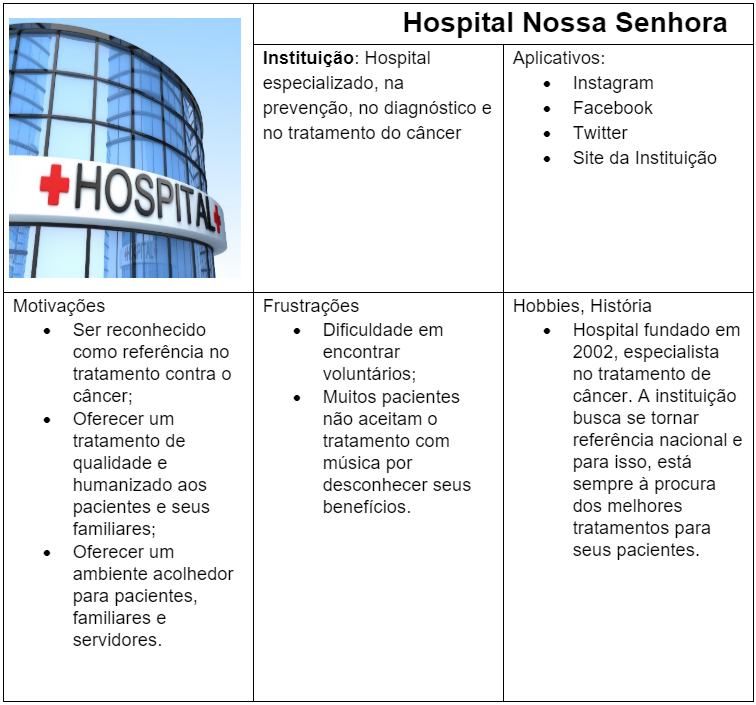 Hospital Nossa Senhora
HOSPITAL
HOSPITAL
Instituição: Hospital
especializado, na
prevenção, no diagnóstico e
no tratamento do câncer
Aplicativos:
• Instagram
• Facebook
• Twitter
• Site da Instituição
Motivações
• Ser reconhecido
como referência no
tratamento contra o
câncer;
• Oferecer um
tratamento de
qualidade e
humanizado aos
pacientes e seus
familiares;
• Oferecer um
ambiente acolhedor
para pacientes,
familiares e
servidores.
Frustrações
• Dificuldade em
encontrar
voluntários;
• Muitos pacientes
não aceitam o
tratamento com
música por
desconhecer seus
benefícios.
Hobbies, História
• Hospital fundado em
2002, especialista
no tratamento de
câncer. A instituição
busca se tornar
referência nacional e
para isso, está
sempre à procura
dos melhores
tratamentos para
seus pacientes.